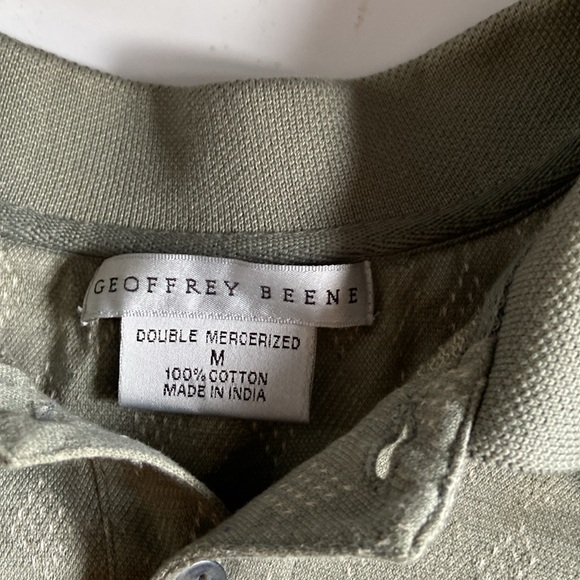 GEOFFREY BEENE
DOUBLE MERCERIZED
M
100% COTTON
MADE IN INDIA